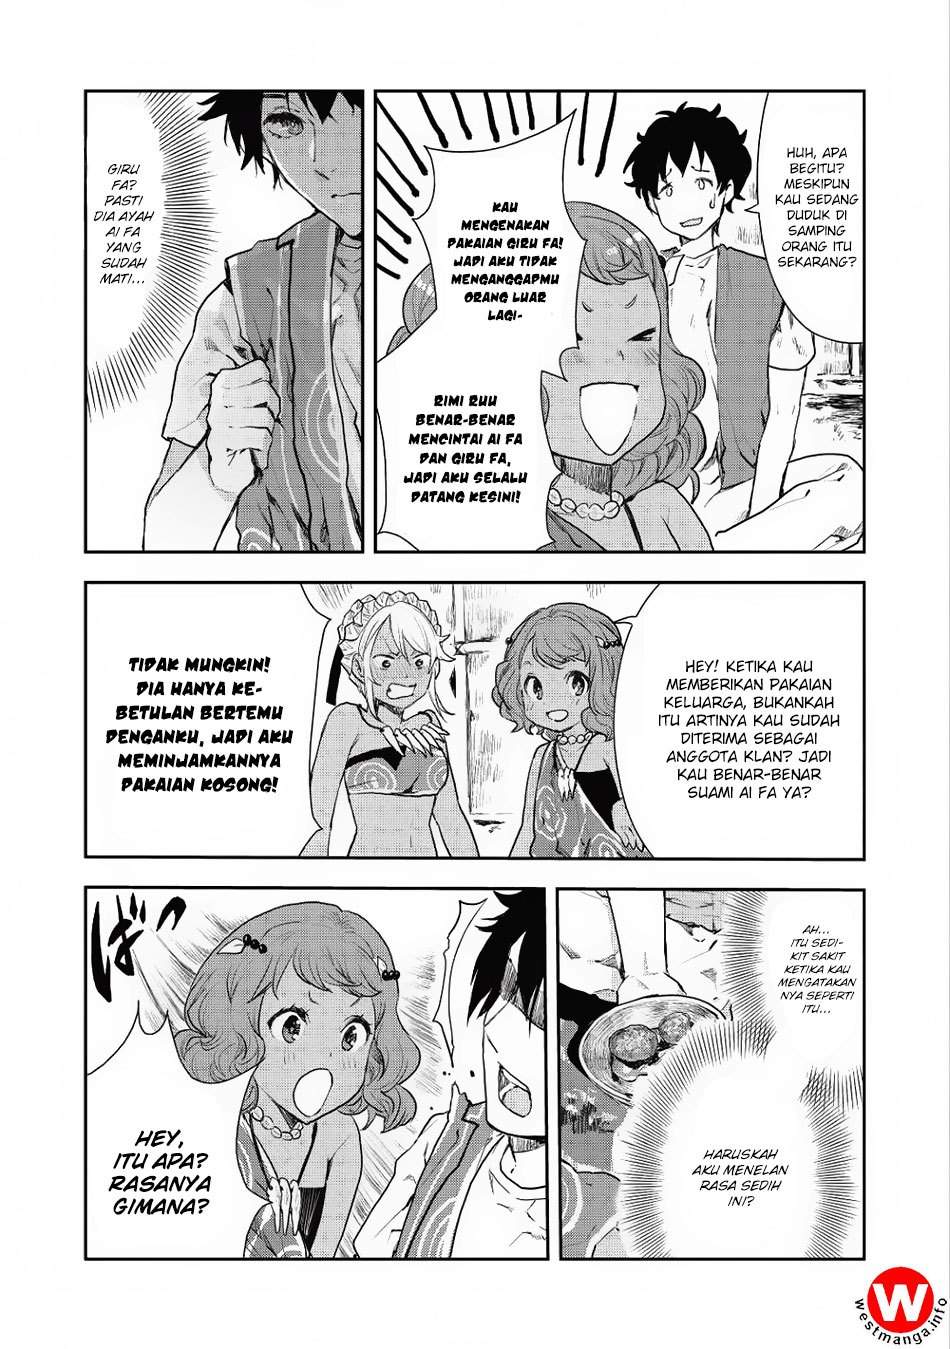 HUH, APA
BEGITU?
MESKIPUN
KAU SEDANG
DUDUK DI
SAMPING
ORANG ITU
SEKARANG?
KAU
MENGENAKAN
PAKAIAN GIRU FA!
JADI AKU TIDAK
MENGANGGAPMU
ORANG LUAR
LAGI-
RIMI RUU
BENAR-BENAR
MENCINTAI AI FA
DAN GIRU FA,
JADI AKU SELALU
DATANG KESINI!
GIRU
FA?
PASTI
DIA AYAH
AI FA
YANG
SUDAH
MATI...
HEY! KETIKA KAU
MEMBERIKAN PAKAIAN
KELUARGA, BUKANKAH
ITU ARTINYA KAU SUDAH
DITERIMA SEBAGAI
ANGGOTA KLAN? JADI
KAU BENAR-BENAR
SUAMI AI FA YA?
TIDAK MUNGKIN!
DIA HANYA KE-
BETULAN BERTEMU
DENGANKU, JADI AKU
MEMINJAMKANNYA
PAKAIAN KOSONG!
AH...
ITU SEDI-
KIT SAKIT
KETIKA KAU
MENGATAKAN
NYA SEPERTI
ITU...
HARUSKAH
AKU MENELAN
RASA SEDIH
INI?
ばっ
HEY,
ITU APA?
RASANYA
GIMANA?
W
westmanga.info